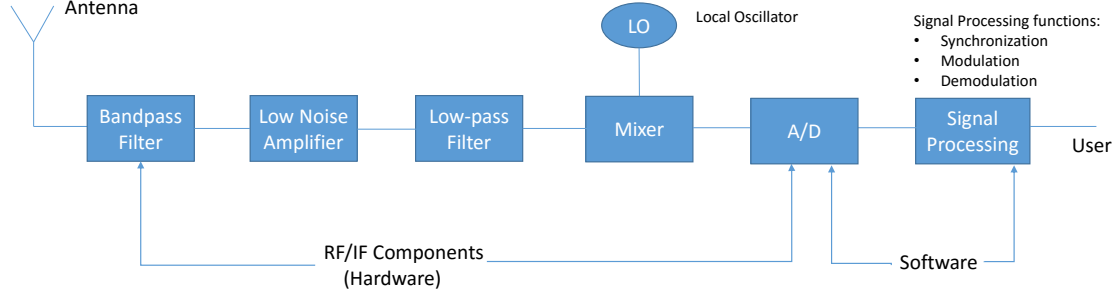 Antenna
LO
Local Oscillator
Signal Processing functions:
• Synchronization
• Modulation
• Demodulation
Bandpass
Filter
Low Noise
Amplifier
Low-pass
Filter
Mixer
A/D
Signal
Processing
User
RF/IF Components
(Hardware)
Software